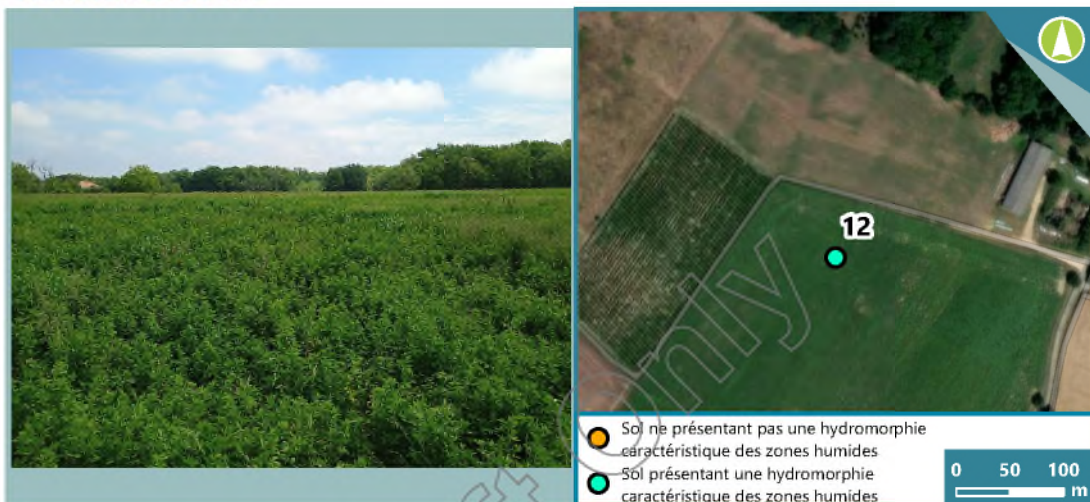 12
Sol ne présentant pas une hydromorphie
caractéristique des zones humides
Sol présentant une hydromorphie
caractéristique des zones humides
0 50 100
m
Only